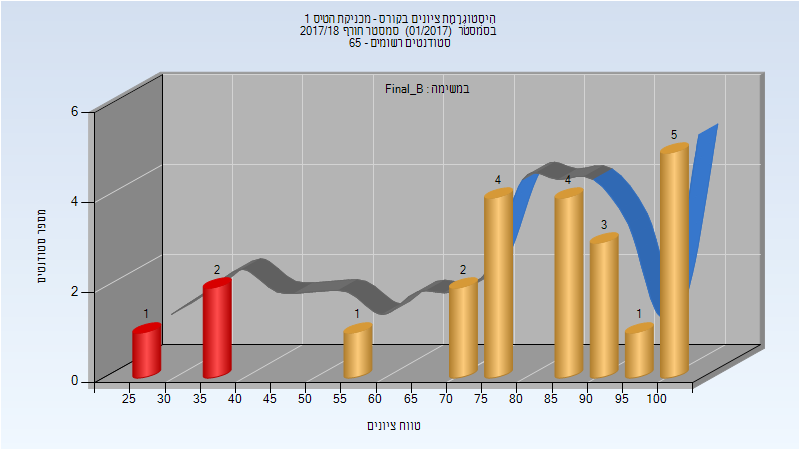 היסטוגרמת ציונים בקורס - מכניקת הטיס 1
בסמסטר (01/2017) סמסטר חורף 2017/18
סטודנטים רשומים - 65
במשימה : Final_B
מספר סטודנטים
6
4
2
0
1
2
1
2
4
4
3
1
5
25 30 35 40 45 50 55 60 65 70 75 80 85 90 95 100
טווח ציונים